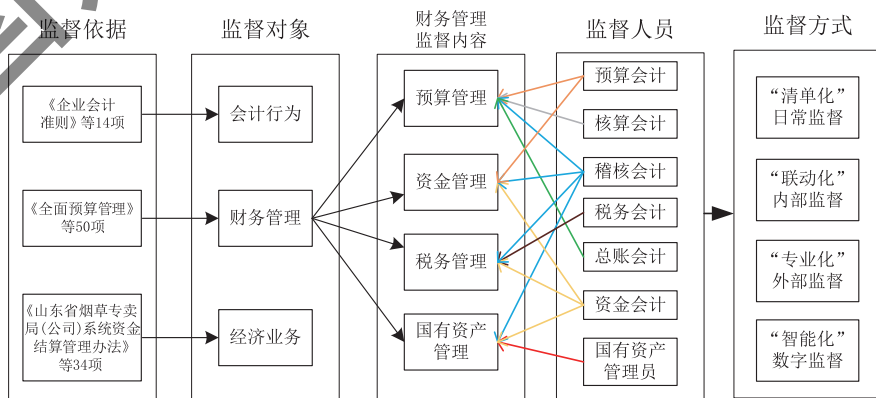 监督依据
监督对象
财务管理
监督内容
监督人员
监督方式
《企业会计
准则》等14项
《全面预算管理》
等50项
《山东省烟草专卖
局(公司)系统资金
结算管理办法》
等34项
会计行为
财务管理
经济业务
预算管理
资金管理
税务管理
国有资产
管理
预算会计
核算会计
稽核会计
税务会计
总账会计
资金会计
国有资产
管理员
“清单化”
日常监督
“联动化”
内部监督
“专业化”
外部监督
“智能化”
数字监督